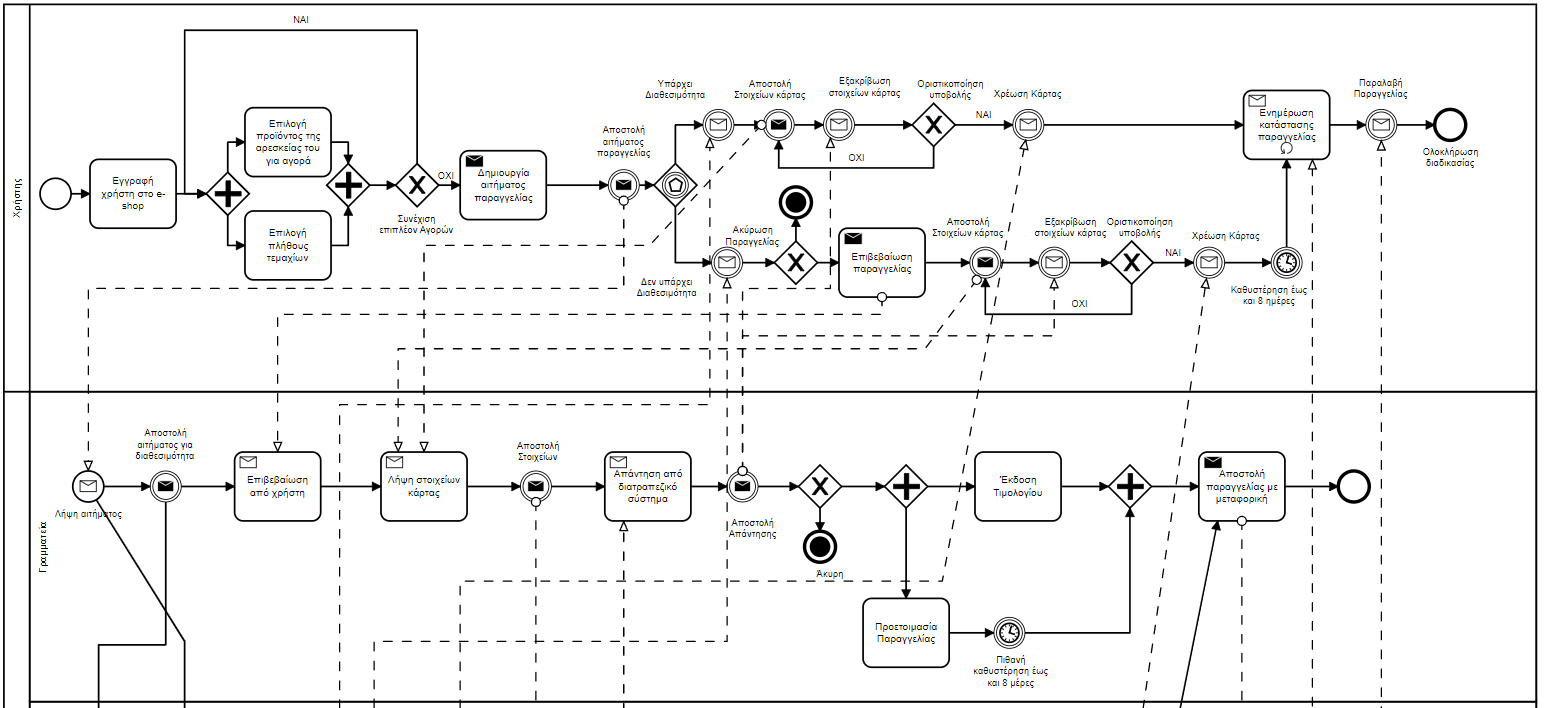 Χρήστης
ΝΑΙ
Εγγραφή
χρήστη στο e-
shop
Επιλογή
προϊόντος της
αρεσκείας του
για αγορά
Επιλογή
πλήθους
τεμαχίων
ΟΧΙ
Συνέχιση
επιπλέον Αγορών
Δημιουργία
αιτήματος
παραγγελίας
Αποστολή
αιτήματος
παραγγελίας
Υπάρχει
Διαθεσιμότητα
Αποστολή
Στοιχείων κάρτας
Εξακρίβωση
στοιχείων κάρτας
Οριστικοποίηση
υποβολής
ΝΑΙ
ΟΧΙ
Χρέωση Κάρτας
Ενημέρωση
κατάστασης
παραγγελίας
Παραλαβή
Παραγγελίας
Ολοκλήρωση
διαδικασίας
Δεν υπάρχει
Διαθεσιμότητα
Ακύρωση
Παραγγελίας
Επιβεβαίωση
παραγγελίας
Αποστολή
Στοιχείων κάρτας
Εξακρίβωση
στοιχείων κάρτας
Οριστικοποίηση
υποβολής
ΝΑΙ
ΟΧΙ
Χρέωση Κάρτας
Καθυστέρηση έως
και 8 ημέρες
Γραμματεία
Λήψη αιτήματος
Αποστολή
αιτήματος για
διαθεσιμότητα
Επιβεβαίωση
από χρήστη
Λήψη στοιχείων
κάρτας
Αποστολή
Στοιχείων
Απάντηση από
διατραπεζικό
σύστημα
Αποστολή
Απάντησης
Άκυρη
Έκδοση
Τιμολογίου
Προετοιμασία
Παραγγελίας
Πιθανή
καθυστέρηση έως
και 8 μέρες
Αποστολή
παραγγελίας με
μεταφορική